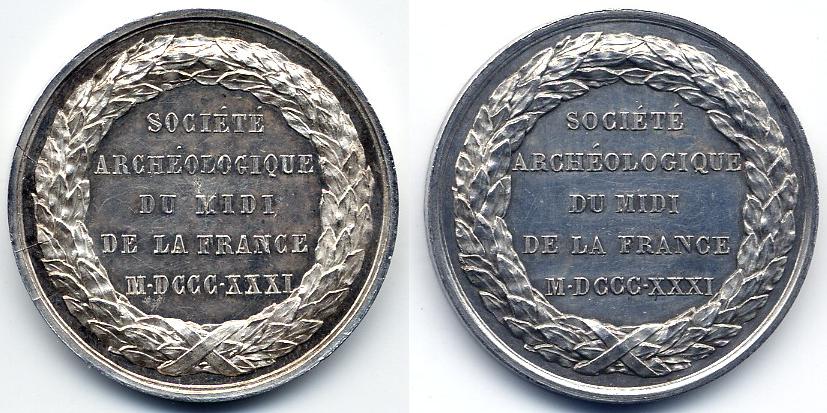 SOCIÉTÉ
ARCHÉOLOGIQUE
DU MIDI
DE LA FRANCE
M·DCCC·XXXI
SOCIÉTÉ
ARCHÉOLOGIQUE
DU MIDI
DE LA FRANCE
M·DCCC·XXXI